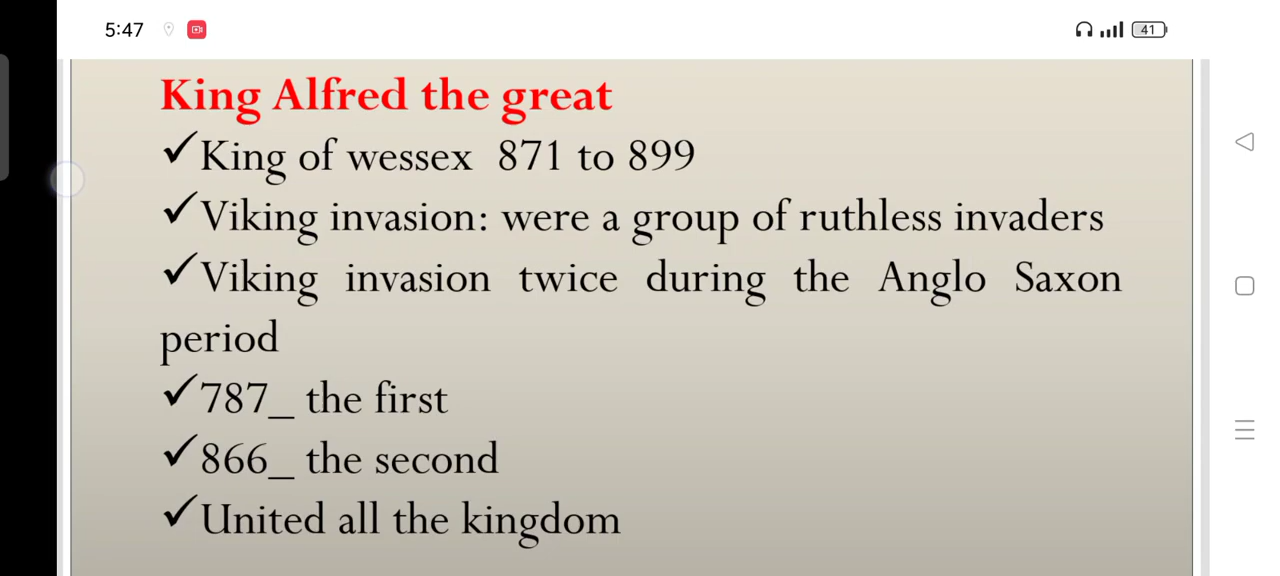 5:47
41
King Alfred the great
✓King of wessex 871 to 899
✓Viking invasion: were a group of ruthless invaders
✓Viking invasion twice during the Anglo Saxon
period
✓787_ the first
✓866_ the second
✓United all the kingdom